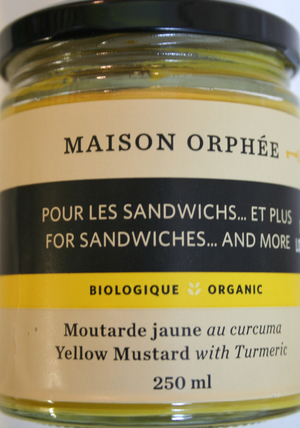 MAISON ORPHÉE
POUR LES SANDWICHS... ET PLUS
FOR SANDWICHES... AND MORE
BIOLOGIQUE ORGANIC
Moutarde jaune au curcuma
Yellow Mustard with Turmeric
250 ml